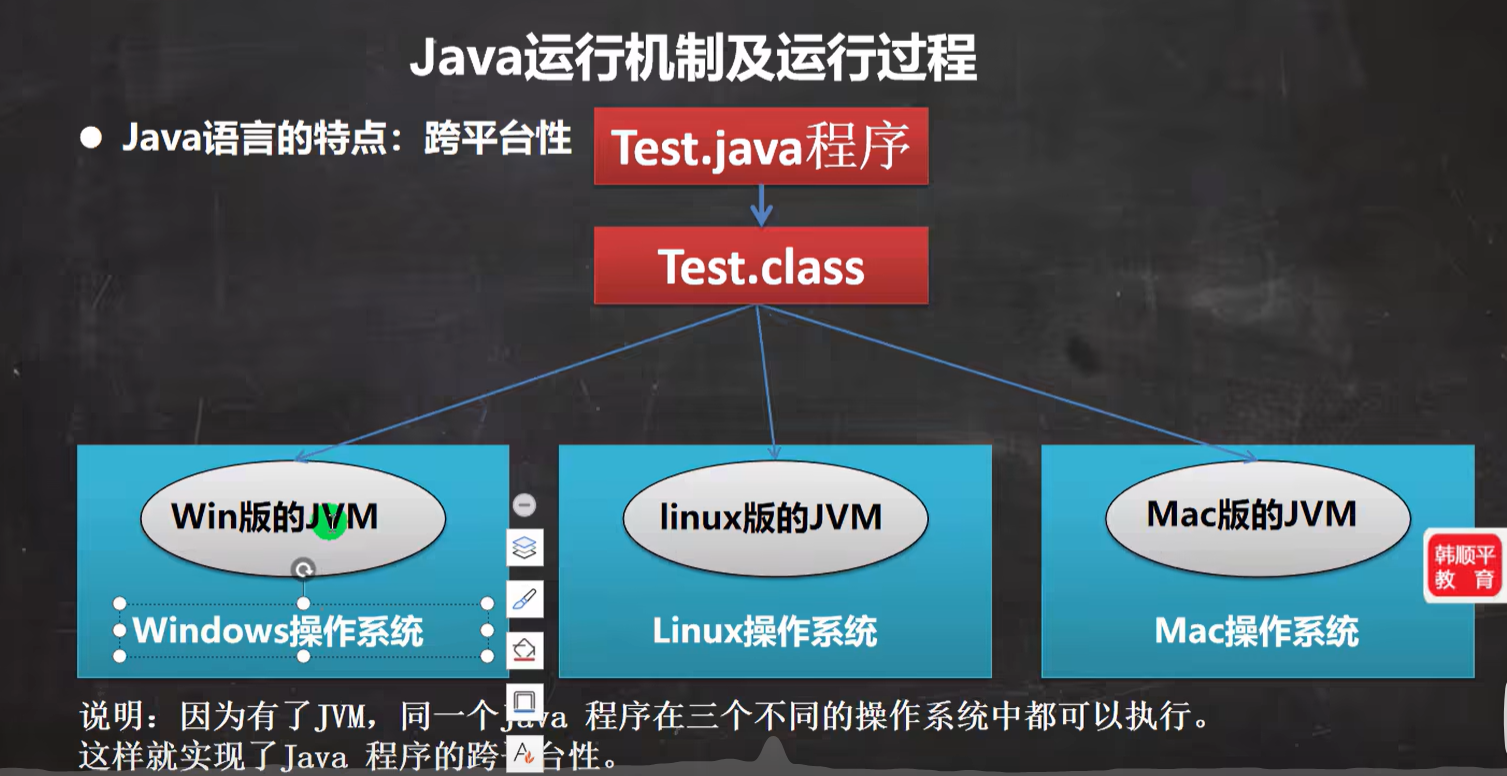 Java运行机制及运行过程
Java语言的特点：跨平台性
Test.java程序
Test.class
Win版的JVM
linux版的JVM
Mac版的JVM
Windows操作系统
Linux操作系统
Mac操作系统
韩顺平
教 育
说明：因为有了JVM，同一个Java 程序在三个不同的操作系统中都可以执行。
这样就实现了Java 程序的跨平台性。